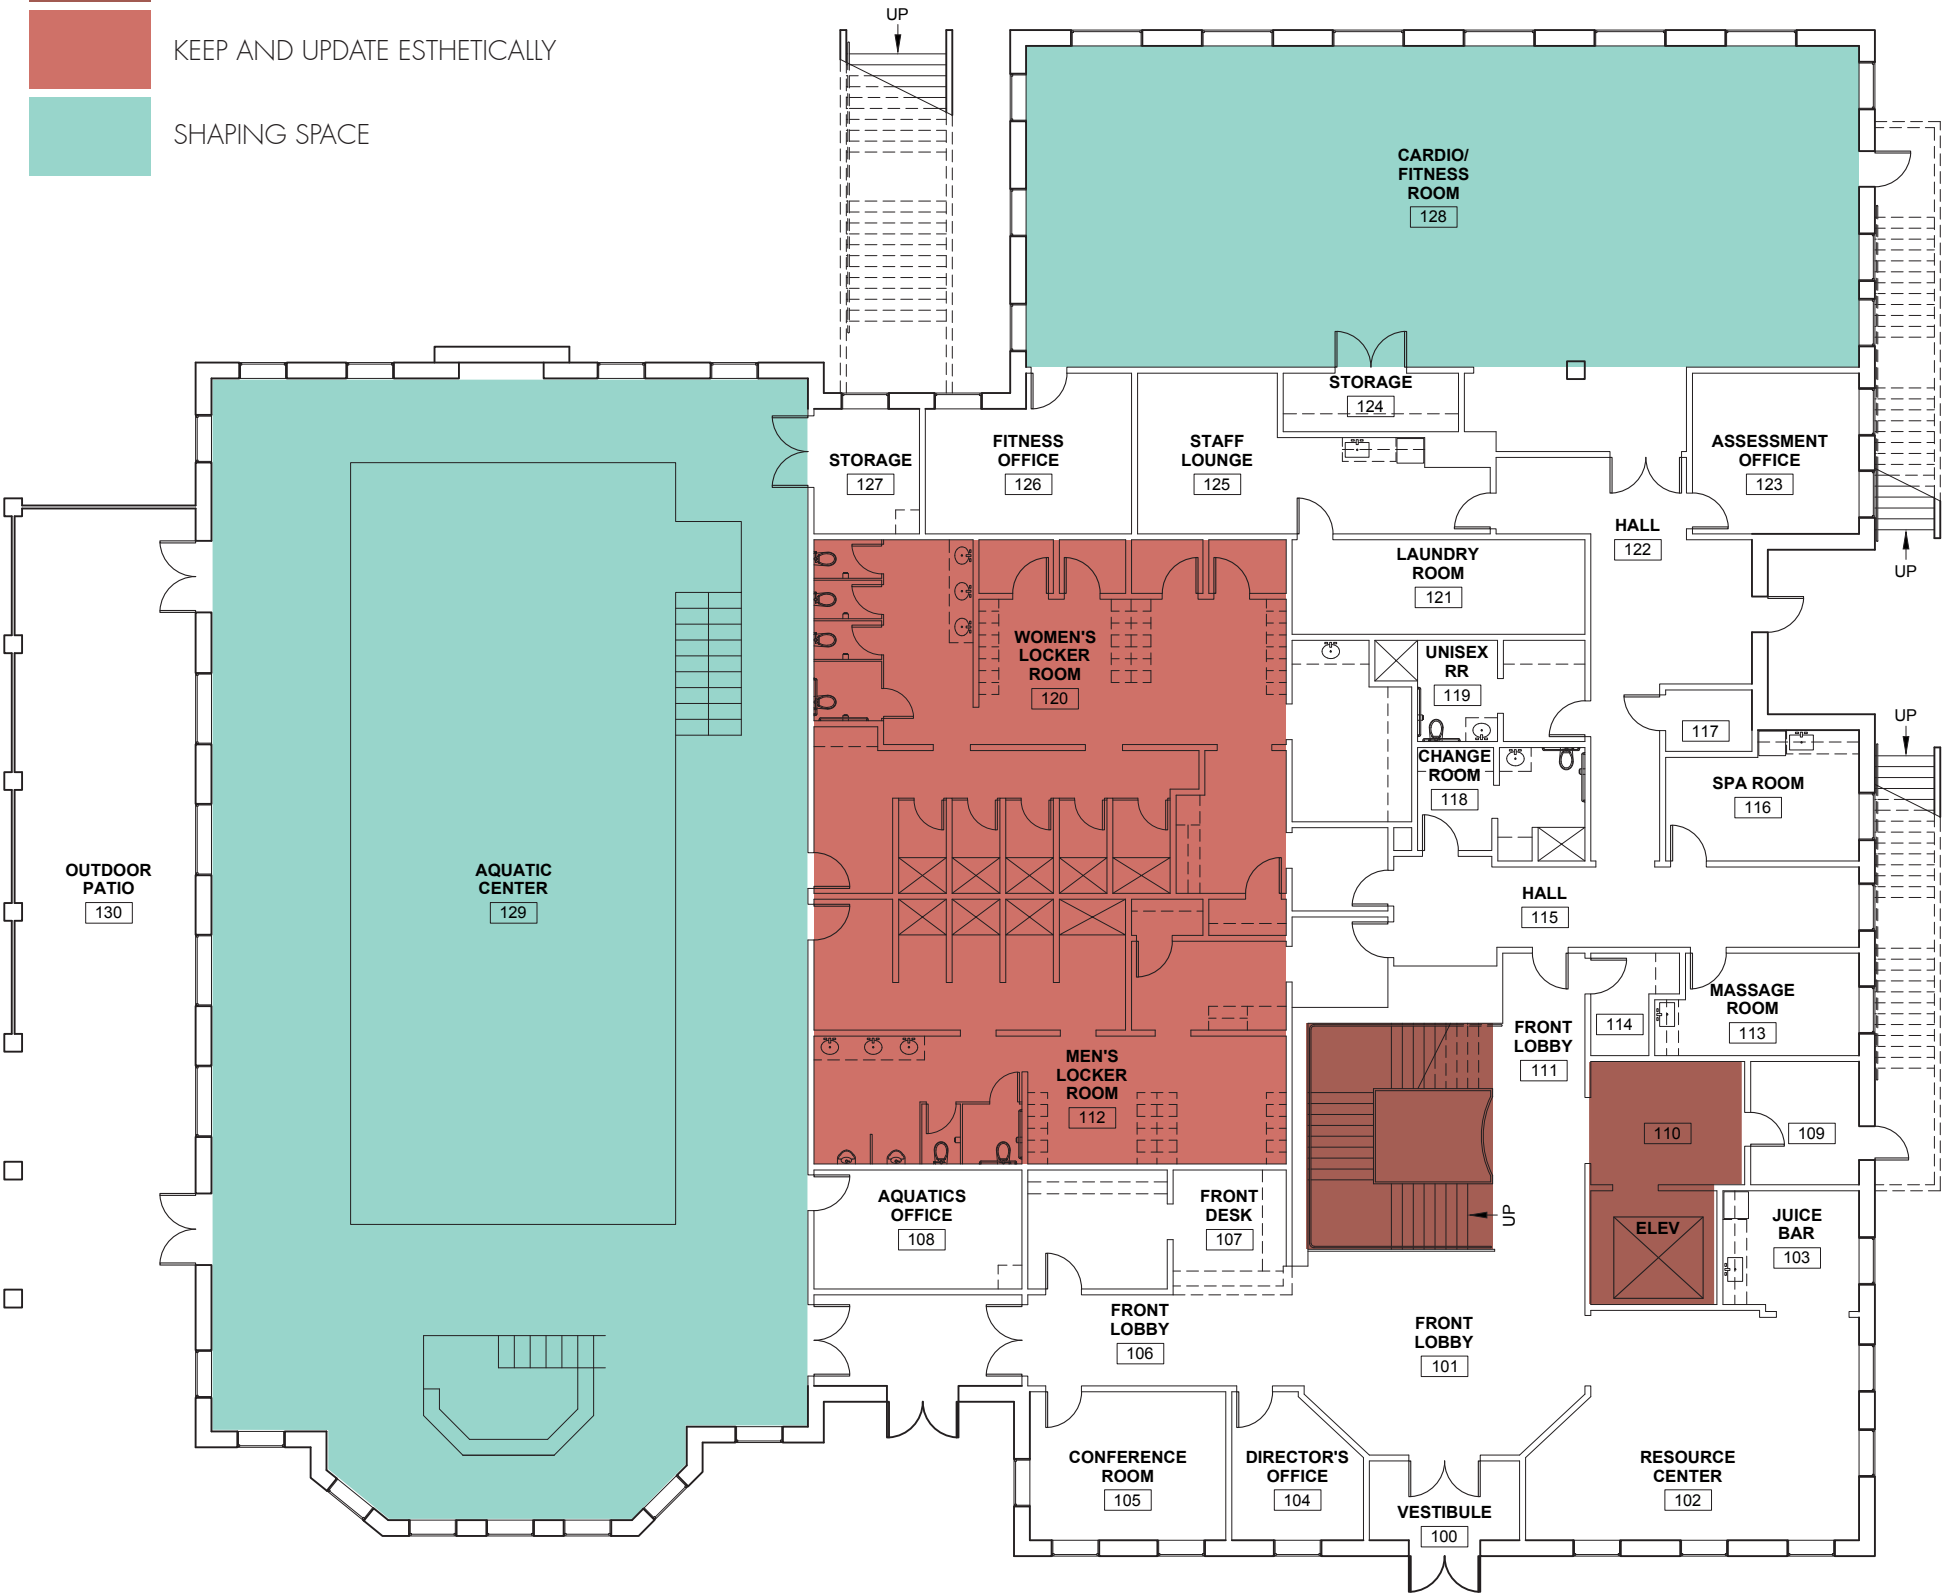 KEEP AND UPDATE ESTHETICALLY
SHAPING SPACE
UP
CARDIO/
FITNESS
ROOM
128
STORAGE
124
STORAGE
127
FITNESS
OFFICE
126
STAFF
LOUNGE
125
ASSESSMENT
OFFICE
123
HALL
122
UP
LAUNDRY
ROOM
121
WOMEN'S
LOCKER
ROOM
120
UNISEX
RR
119
117
UP
CHANGE
ROOM
118
SPA ROOM
116
OUTDOOR
PATIO
130
AQUATIC
CENTER
129
HALL
115
MASSAGE
ROOM
113
114
FRONT
LOBBY
111
MEN'S
LOCKER
ROOM
112
110
109
AQUATICS
OFFICE
108
FRONT
DESK
107
UP
ELEV
JUICE
BAR
103
FRONT
LOBBY
106
FRONT
LOBBY
101
CONFERENCE
ROOM
105
DIRECTOR'S
OFFICE
104
VESTIBULE
100
RESOURCE
CENTER
102